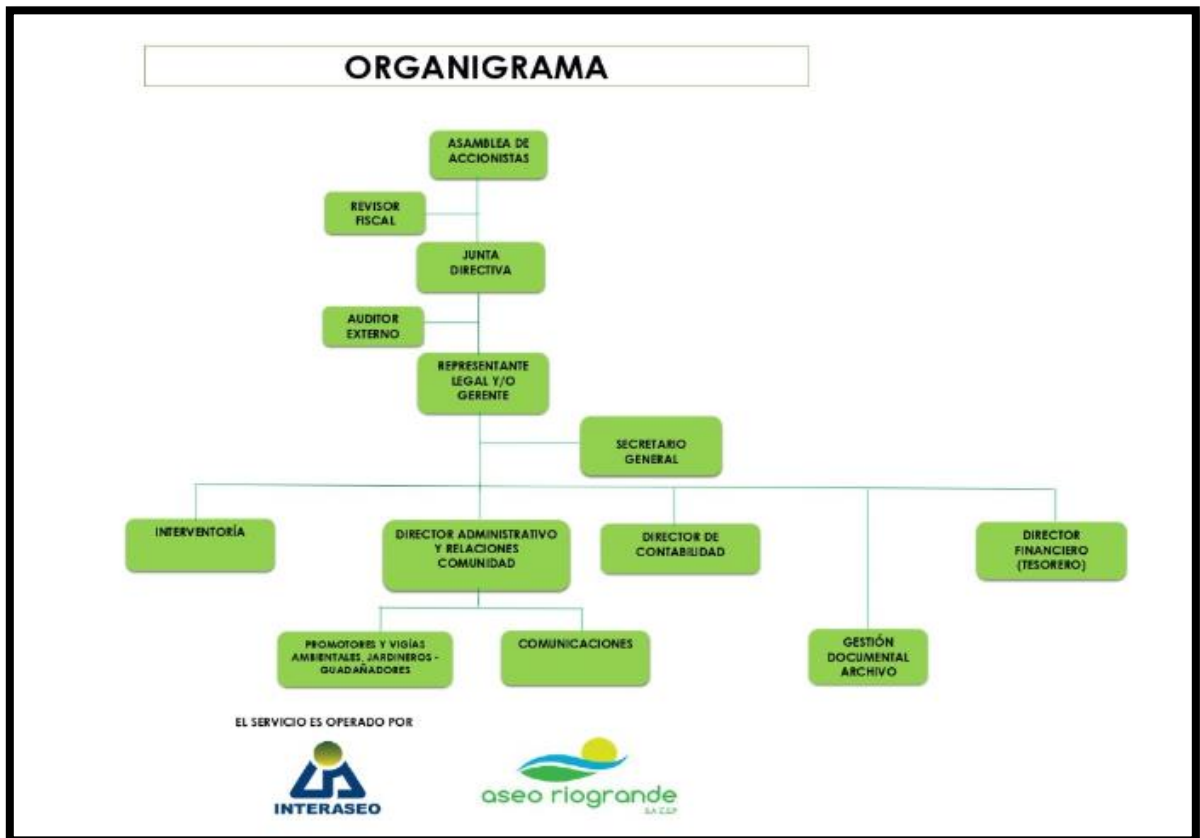 ORGANIGRAMA
ASAMBLEA DE
ACCIONISTAS
REVISOR
FISCAL
JUNTA
DIRECTIVA
AUDITOR
EXTERNO
REPRESENTANTE
LEGAL Y/O
GERENTE
SECRETARIO
GENERAL
INTERVENTORÍA
DIRECTOR ADMINISTRATIVO
Y RELACIONES
COMUNIDAD
DIRECTOR DE
CONTABILIDAD
DIRECTOR
FINANCIERO
(TESORERO)
PROMOTORES Y VIGÍAS
AMBIENTALES, JARDINEROS -
GUADAÑADORES
COMUNICACIONES
GESTIÓN
DOCUMENTAL
ARCHIVO
EL SERVICIO ES OPERADO POR
INTERASEO
aseo riogrande
S.A E.S.P